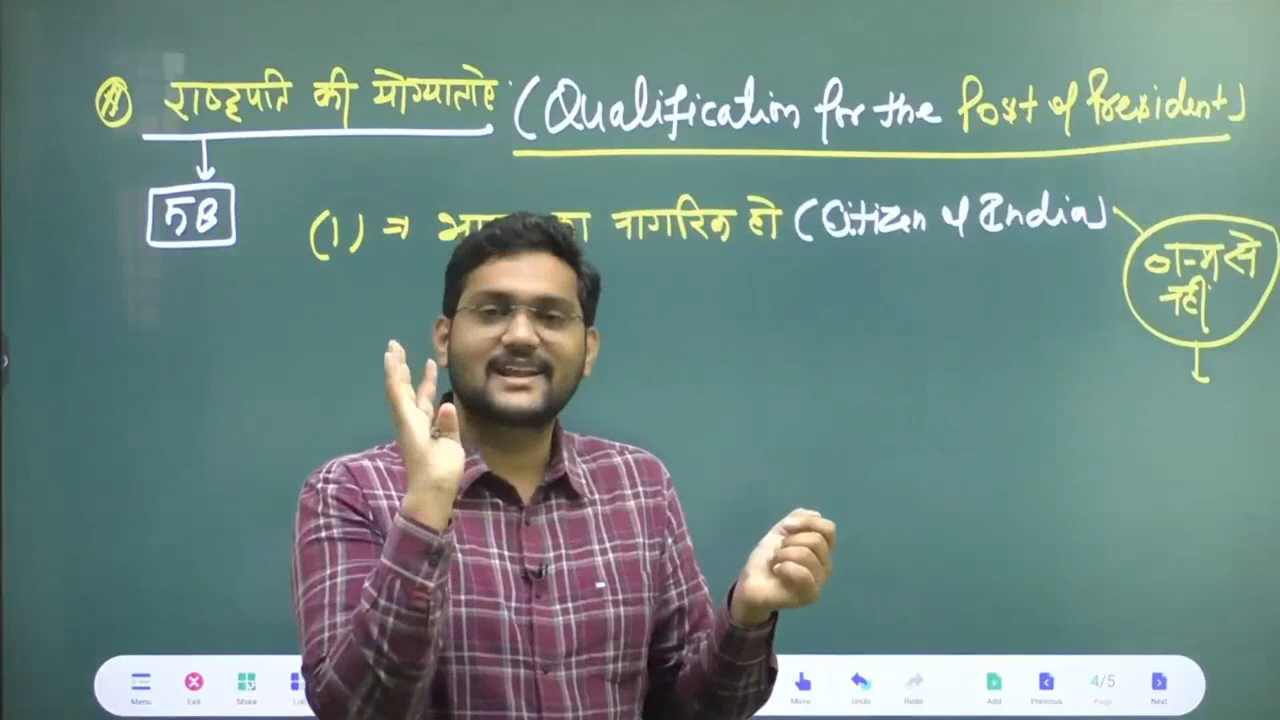 # राष्ट्रपति की योग्यताएं (Qualification for the Post of President)
58
(1) ⇒ का नागरिक हो (Citizen of India)
जन्म से
नहीं
Menu Exit Share Move Undo Redo Add Previous 4/5 Page Next